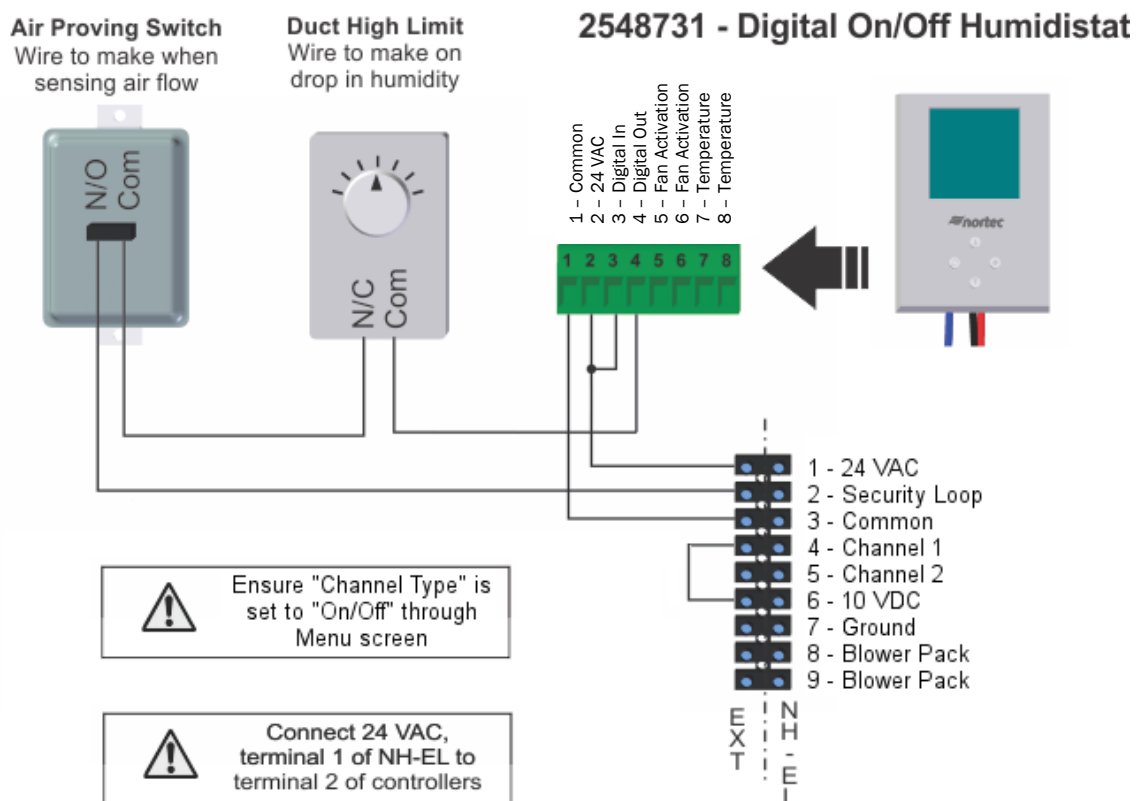 Air Proving Switch
Wire to make when
sensing air flow
Duct High Limit
Wire to make on
drop in humidity
2548731 - Digital On/Off Humidistat
N/O
Com
N/C
Com
1 – Common
2 – 24 VAC
3 – Digital In
4 – Digital Out
5 – Fan Activation
6 – Fan Activation
7 – Temperature
8 – Temperature
1 2 3 4 5 6 7 8
nortec
1 - 24 VAC
2 - Security Loop
3 - Common
4 - Channel 1
5 - Channel 2
6 - 10 VDC
7 - Ground
8 - Blower Pack
9 - Blower Pack
EXT
NH-EL
Ensure "Channel Type" is
set to "On/Off" through
Menu screen
Connect 24 VAC,
terminal 1 of NH-EL to
terminal 2 of controllers